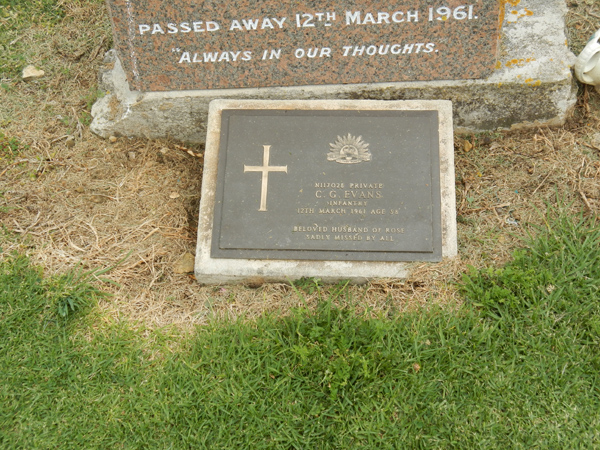 PASSED AWAY 12TH MARCH 1961.
"ALWAYS IN OUR THOUGHTS.
PRIVATE
C. G. EVANS
INFANTRY
12TH MARCH 1961 AGE
BELOVED HUSBAND OF ROSE
SADLY MISSED BY ALL